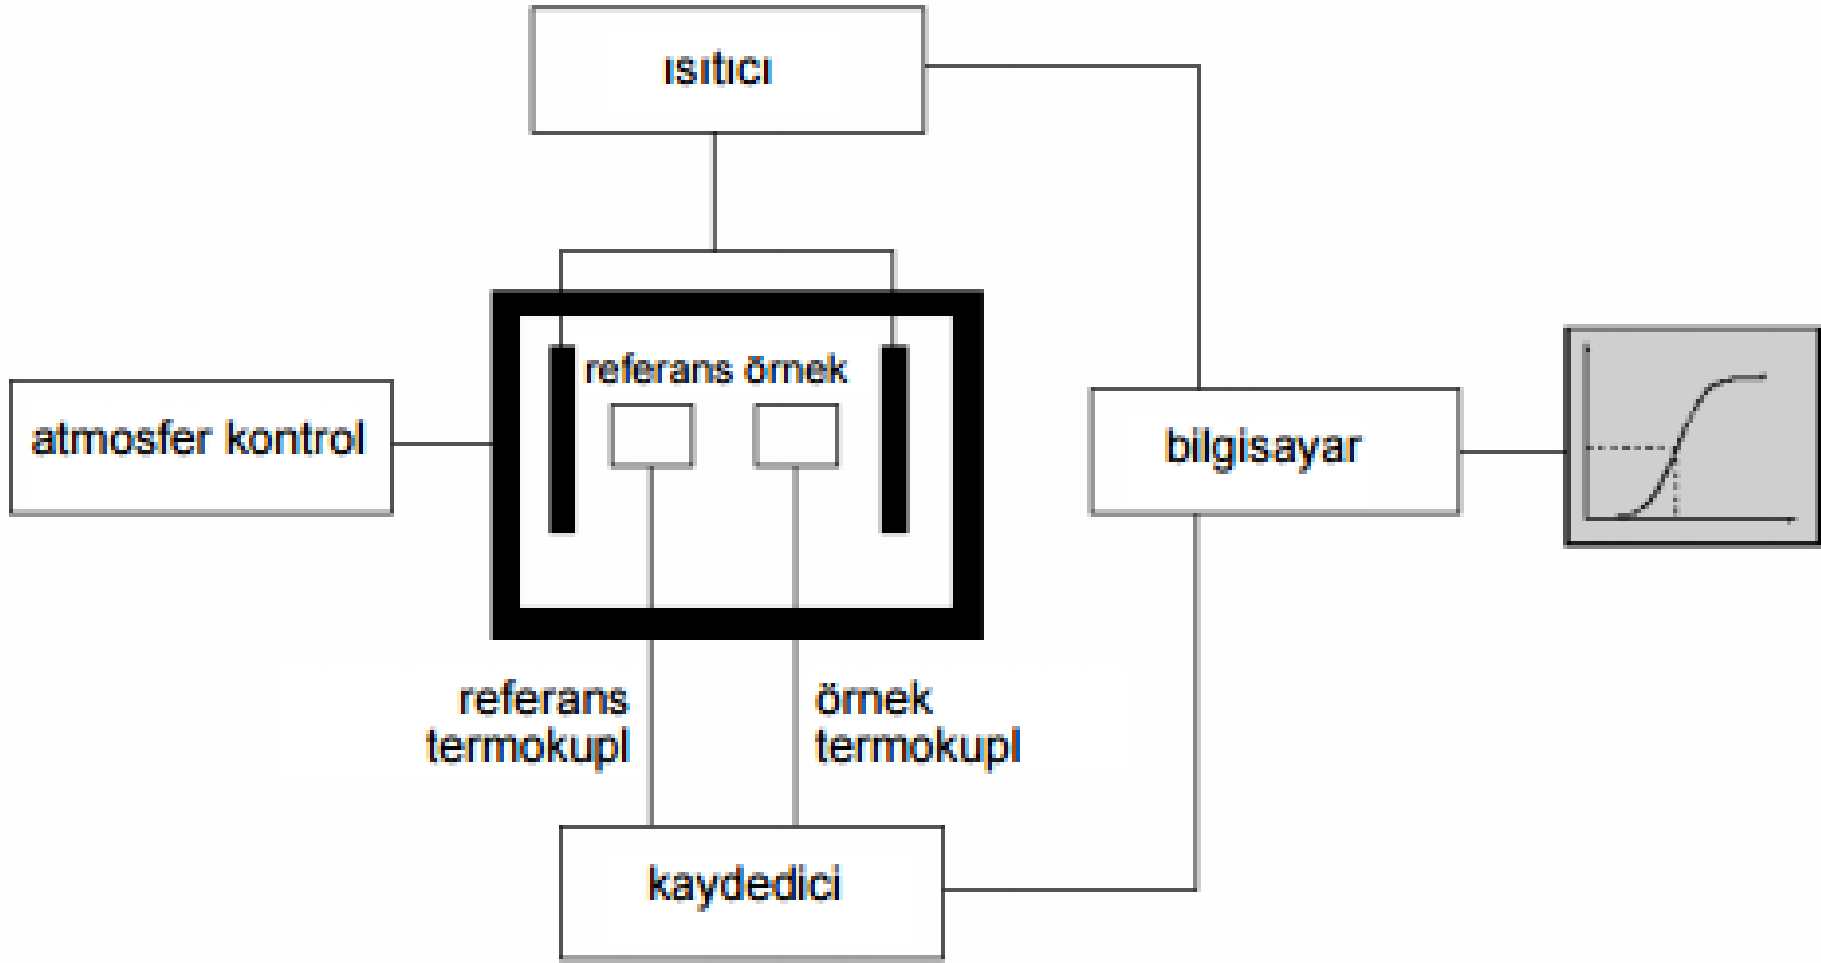 ısıtıcı
referans örnek
atmosfer kontrol
bilgisayar
referans
termokupl
örnek
termokupl
kaydedici